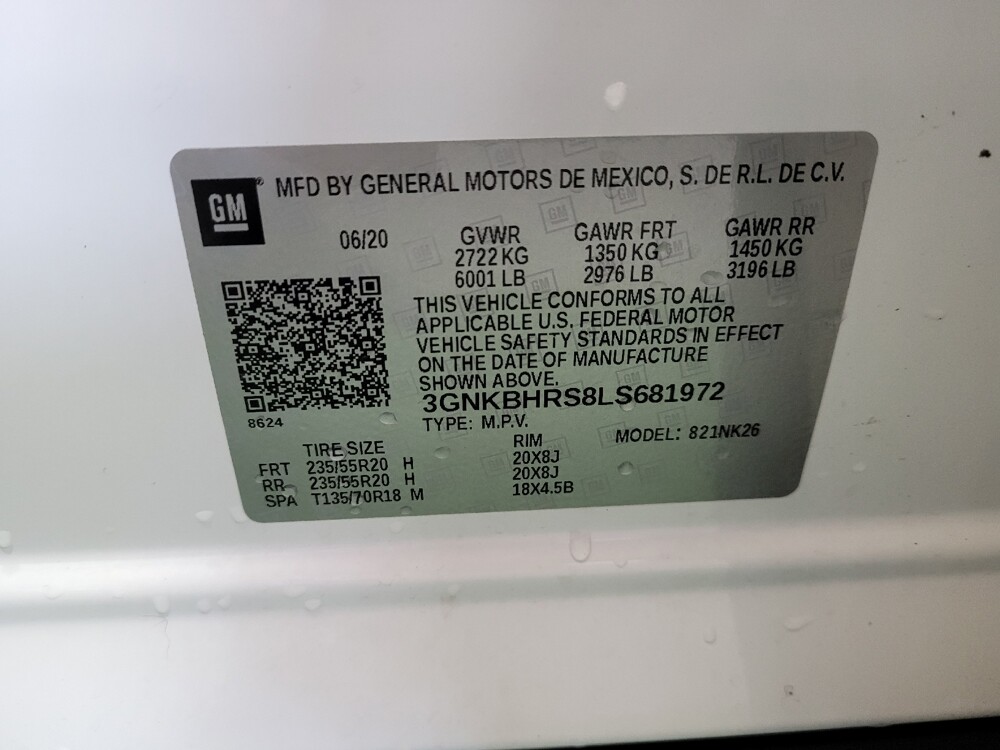 GM® MFD BY GENERAL MOTORS DE MEXICO, S. DE R.L. DE C.V.
06/20 GVWR GAWR FRT GAWR RR
2722 KG 1350 KG 1450 KG
6001 LB 2976 LB 3196 LB
THIS VEHICLE CONFORMS TO ALL
APPLICABLE U.S. FEDERAL MOTOR
VEHICLE SAFETY STANDARDS IN EFFECT
ON THE DATE OF MANUFACTURE
SHOWN ABOVE.
3GNKBHRS8LS681972
8624
TYPE: M.P.V. MODEL: 821NK26
TIRE SIZE RIM
FRT 235/55R20 H 20X8J
RR 235/55R20 H 20X8J
SPA T135/70R18 M 18X4.5B